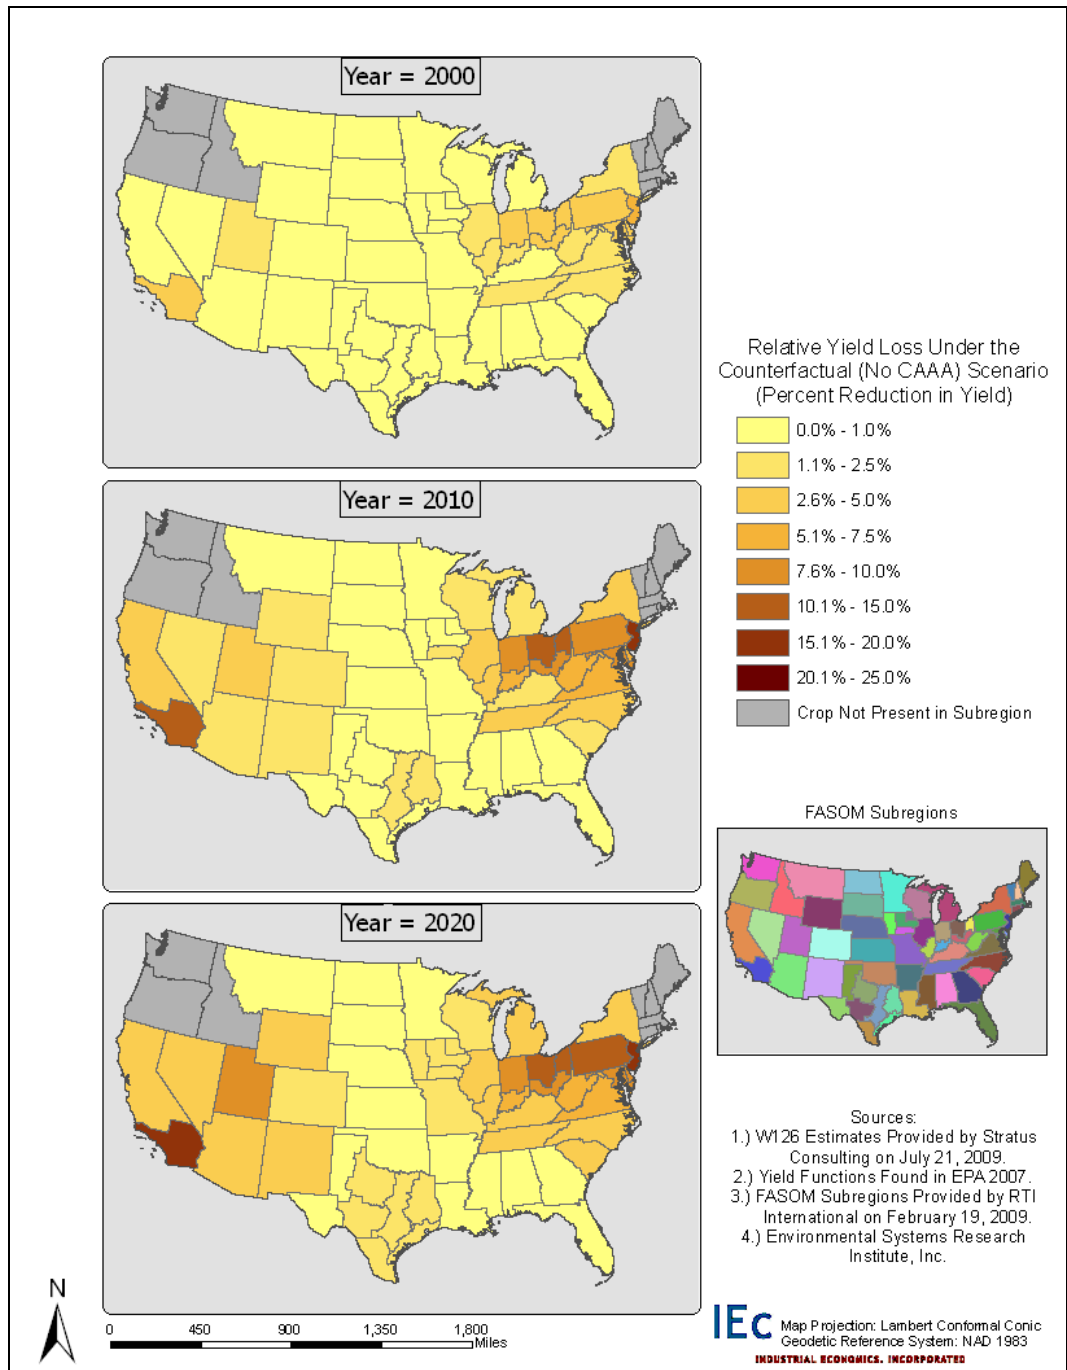 Year = 2000
Year = 2010
Year = 2020
Relative Yield Loss Under the
Counterfactual (No CAAA) Scenario
(Percent Reduction in Yield)
0.0% - 1.0%
1.1% - 2.5%
2.6% - 5.0%
5.1% - 7.5%
7.6% - 10.0%
10.1% - 15.0%
15.1% - 20.0%
20.1% - 25.0%
Crop Not Present in Subregion
FASOM Subregions
Sources:
1.) W126 Estimates Provided by Stratus
Consulting on July 21, 2009.
2.) Yield Functions Found in EPA 2007.
3.) FASOM Subregions Provided by RTI
International on February 19, 2009.
4.) Environmental Systems Research
Institute, Inc.
N
0 450 900 1,350 1,800
Miles
IEc
Map Projection: Lambert Conformal Conic
Geodetic Reference System: NAD 1983
INDUSTRIAL ECONOMICS, INCORPORATED